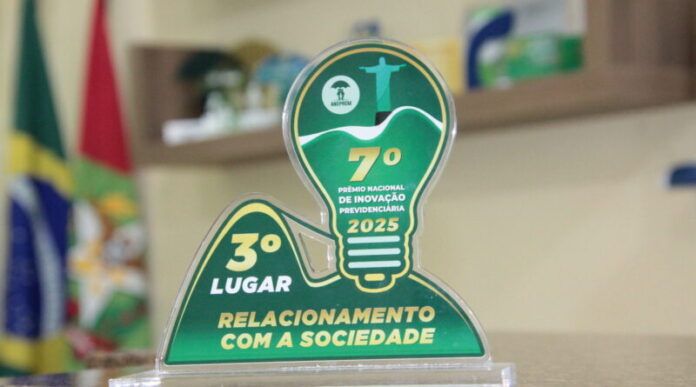 ANEPREM
7º
PRÊMIO NACIONAL
DE INOVAÇÃO
PREVIDENCIÁRIA
2025
3º
LUGAR
RELACIONAMENTO
COM A SOCIEDADE